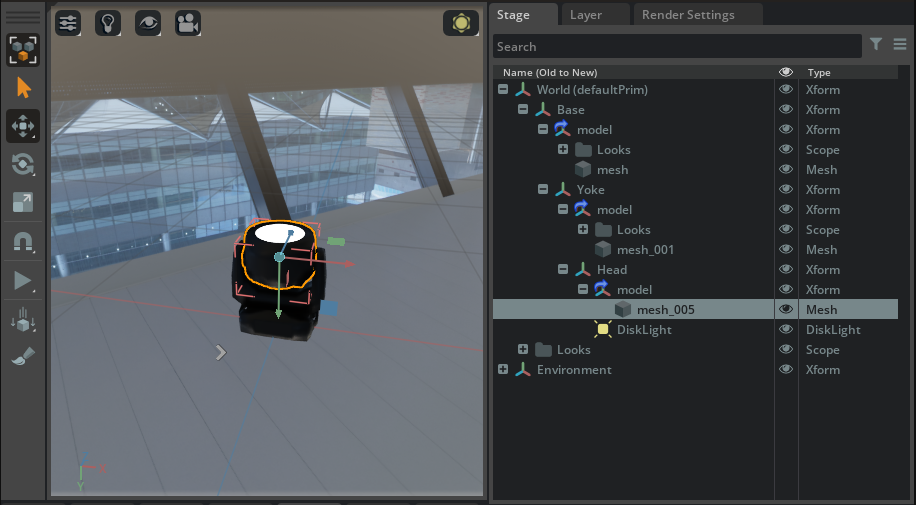 Stage
Layer
Render Settings
Search
Name (Old to New)
Type
World (defaultPrim)
Xform
Base
Xform
model
Xform
Looks
Scope
mesh
Mesh
Yoke
Xform
model
Xform
Looks
Scope
mesh_001
Mesh
Head
Xform
model
Xform
mesh_005
Mesh
DiskLight
DiskLight
Looks
Scope
Environment
Xform
X
Y